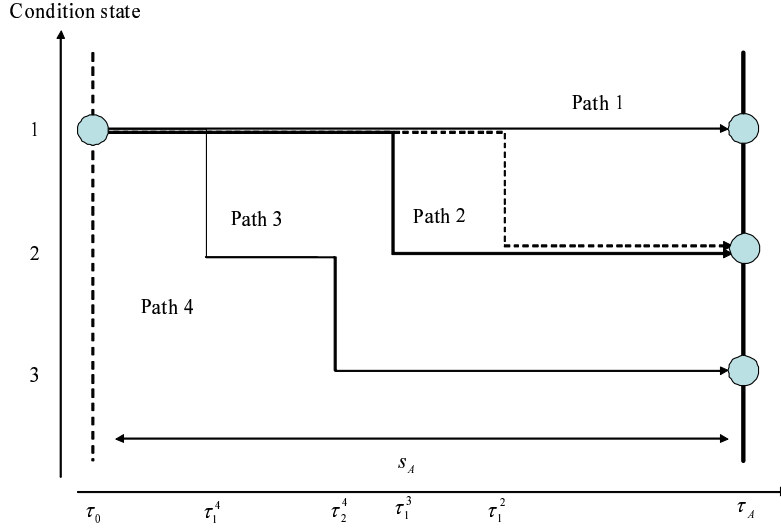 Condition state
Path 1
1
Path 3
Path 2
2
Path 4
3
s_A
τ_0
τ_1^4
τ_2^4
τ_1^3
τ_1^2
τ_A